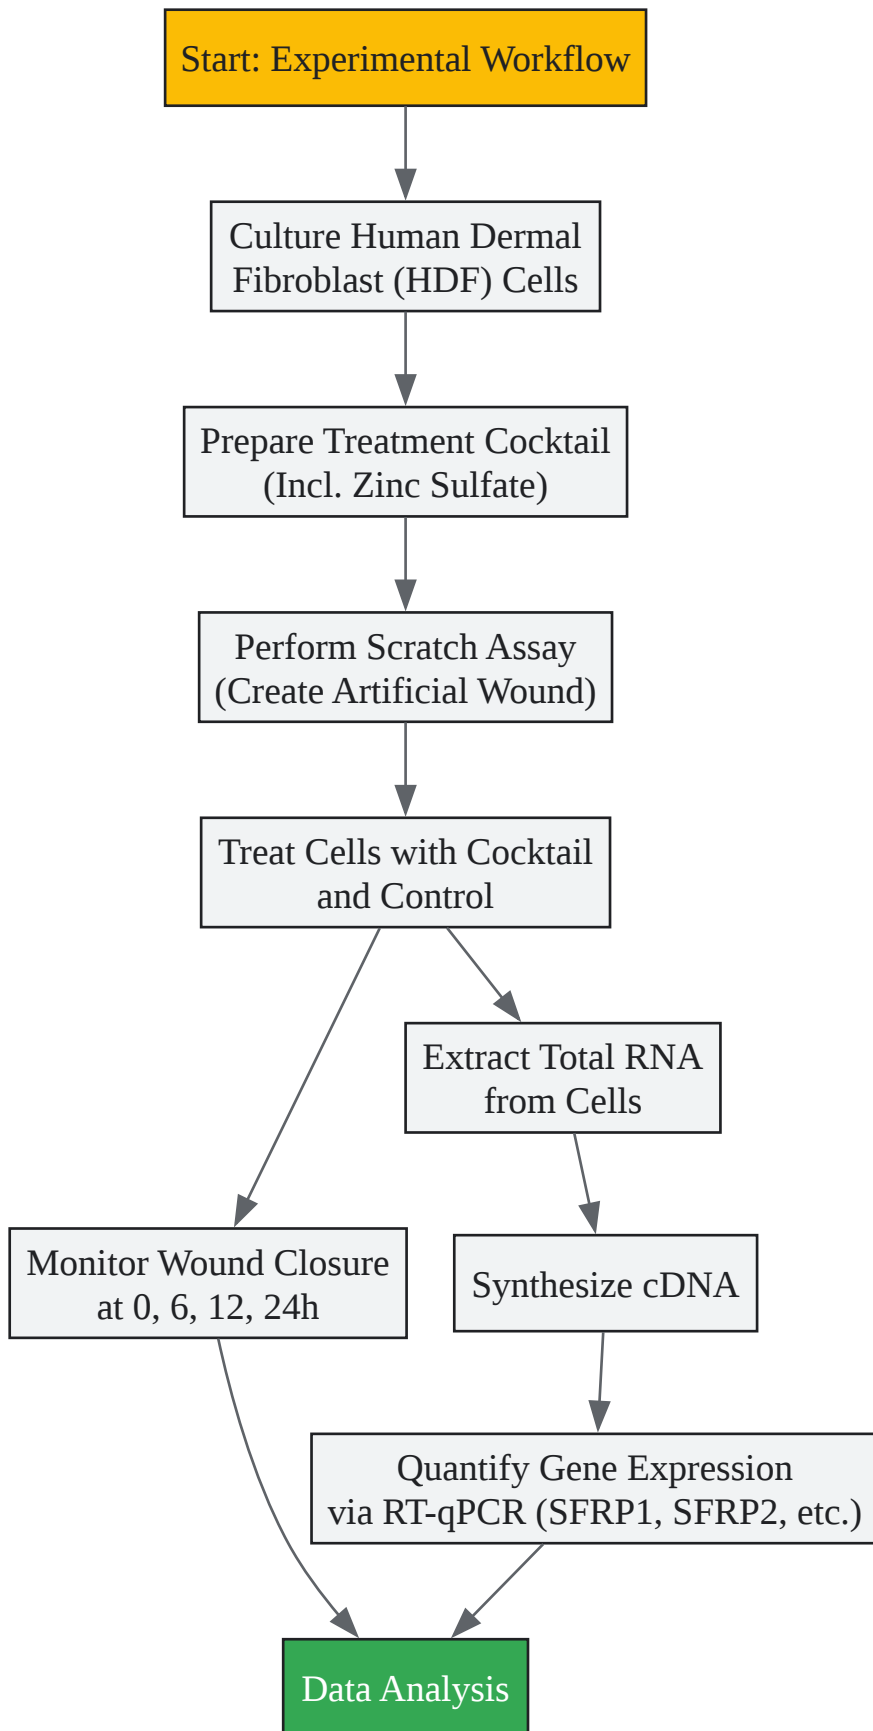 Start: Experimental Workflow
Culture Human Dermal
Fibroblast (HDF) Cells
Prepare Treatment Cocktail
(Incl. Zinc Sulfate)
Perform Scratch Assay
(Create Artificial Wound)
Treat Cells with Cocktail
and Control
Extract Total RNA
from Cells
Monitor Wound Closure
at 0, 6, 12, 24h
Synthesize cDNA
Quantify Gene Expression
via RT-qPCR (SFRP1, SFRP2, etc.)
Data Analysis